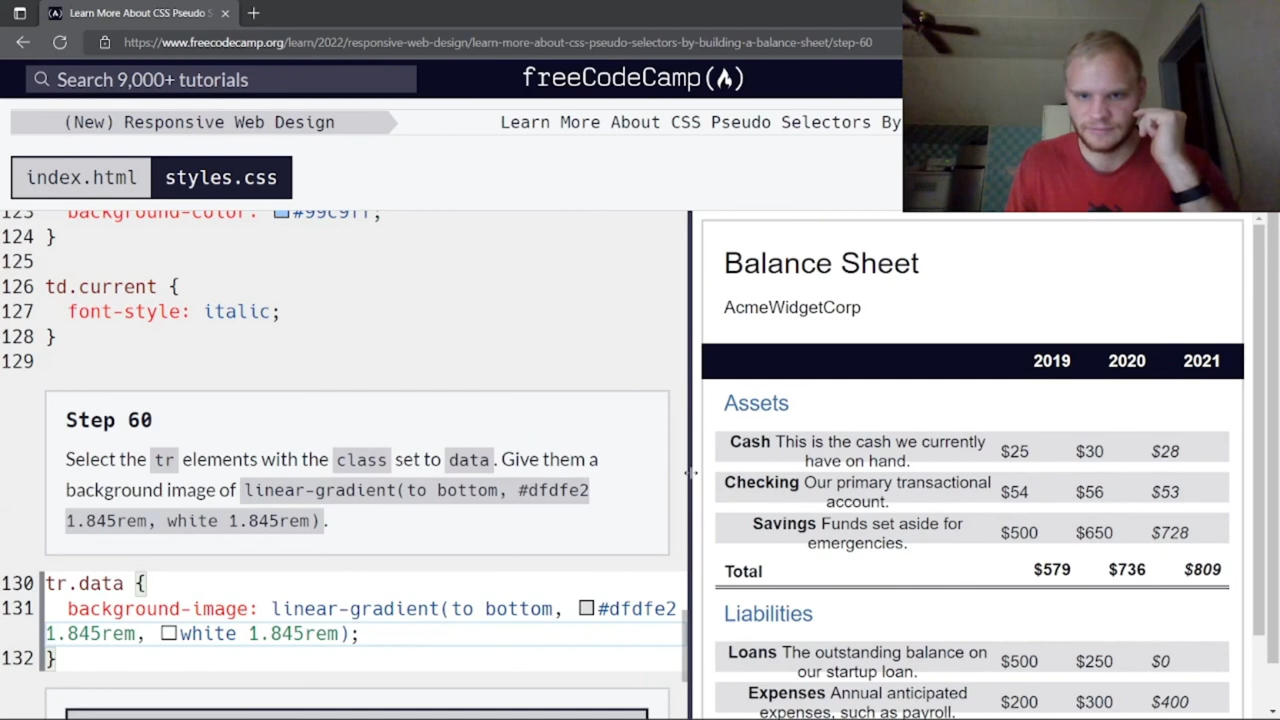 Learn More About CSS Pseudo S
https://www.freecodecamp.org/learn/2022/responsive-web-design/learn-more-about-css-pseudo-selectors-by-building-a-balance-sheet/step-60
Search 9,000+ tutorials
freeCodeCamp
(New) Responsive Web Design
Learn More About CSS Pseudo Selectors By
index.html
styles.css
123 background-color: #99c9ff;
124 }
125
126 td.current {
127 font-style: italic;
128 }
129
Step 60
Select the tr elements with the class set to data. Give them a
background image of linear-gradient(to bottom, #dfdfe2
1.845rem, white 1.845rem).
130 tr.data {
131 background-image: linear-gradient(to bottom, #dfdfe2
1.845rem, white 1.845rem);
132 }
Balance Sheet
AcmeWidgetCorp
2019 2020 2021
Assets
Cash This is the cash we currently
have on hand.
$25 $30 $28
Checking Our primary transactional
account.
$54 $56 $53
Savings Funds set aside for
emergencies.
$500 $650 $728
Total $579 $736 $809
Liabilities
Loans The outstanding balance on
our startup loan.
$500 $250 $0
Expenses Annual anticipated
expenses, such as payroll.
$200 $300 $400